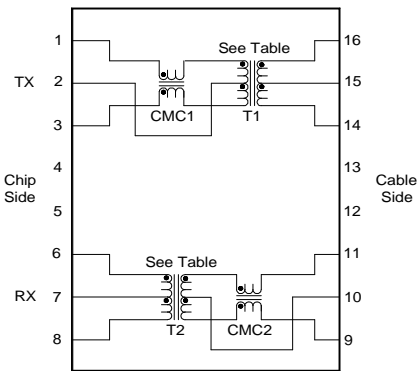 1
16
See Table
TX
2
15
3
CMC1
T1
14
4
13
Chip
Side
Cable
Side
5
12
6
11
See Table
RX
7
10
8
T2
CMC2
9